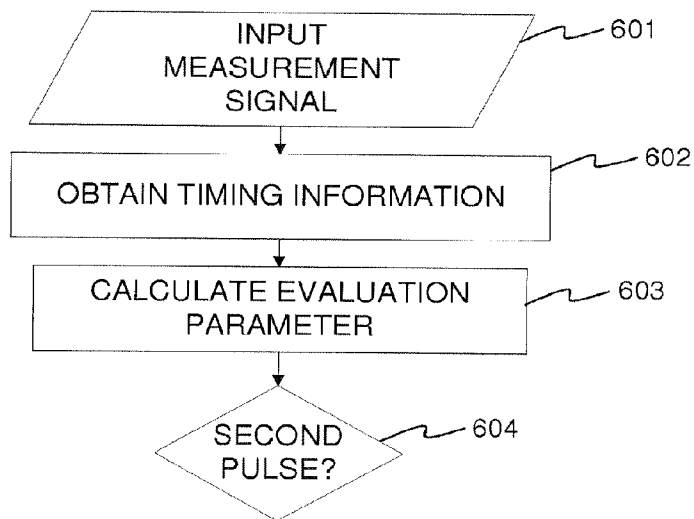 INPUT
MEASUREMENT
SIGNAL
601
OBTAIN TIMING INFORMATION
602
CALCULATE EVALUATION
PARAMETER
603
SECOND
PULSE?
604